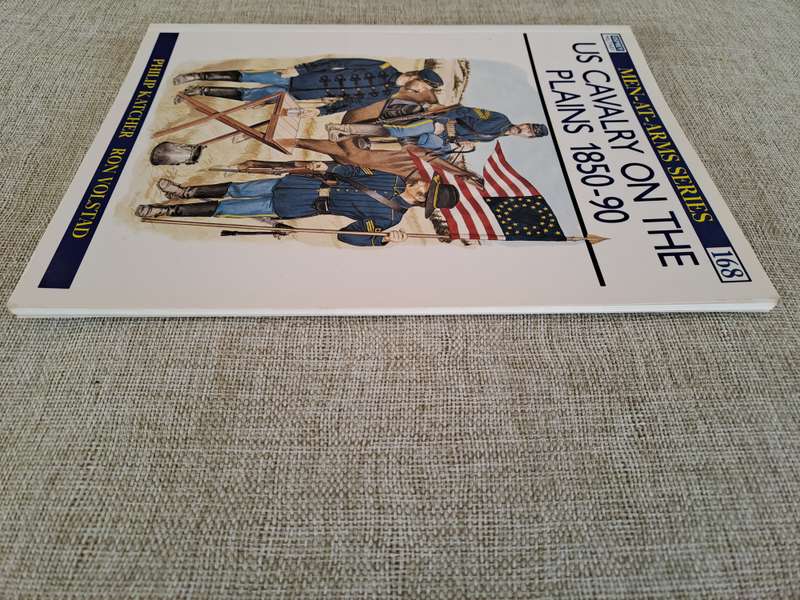 MEN-AT-ARMS SERIES
168
US CAVALRY ON THE
PLAINS 1850-90
PHILIP KATCHER RON VOLSTAD